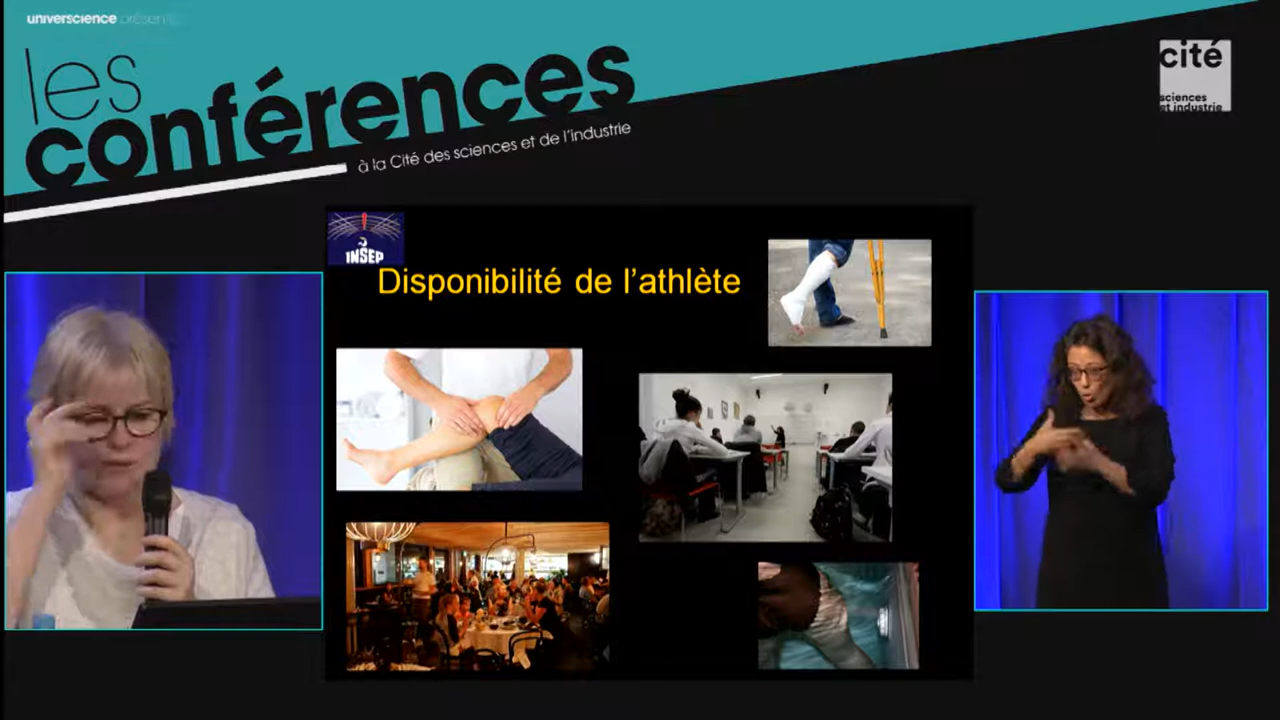 universcience présente
les
conférences
à la Cité des sciences et de l'industrie
cité
sciences
et industrie
INSEP
Disponibilité de l'athlète